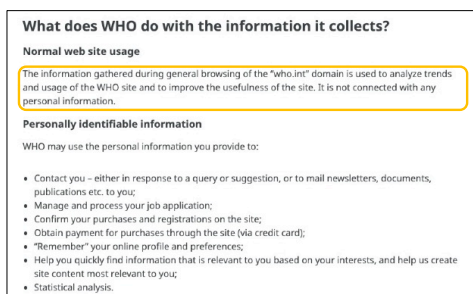 What does WHO do with the information it collects?
Normal web site usage
The information gathered during general browsing of the “who.int” domain is used to analyze trends
and usage of the WHO site and to improve the usefulness of the site. It is not connected with any
personal information.
Personally identifiable information
WHO may use the personal information you provide to:
• Contact you – either in response to a query or suggestion, or to mail newsletters, documents,
publications etc. to you;
• Manage and process your job application;
• Confirm your purchases and registrations on the site;
• Obtain payment for purchases through the site (via credit card);
• “Remember” your online profile and preferences;
• Help you quickly find information that is relevant to you based on your interests, and help us create
site content most relevant to you;
• Statistical analysis.